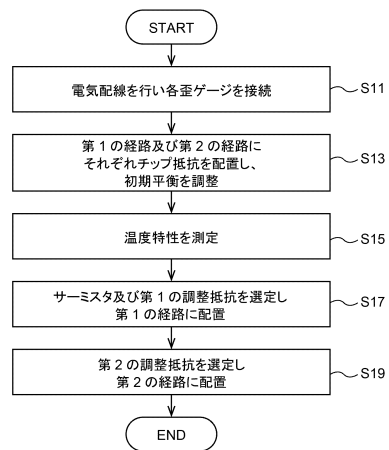 START
電気配線を行い各歪ゲージを接続
S11
第1の経路及び第2の経路に
それぞれチップ抵抗を配置し、
初期平衡を調整
S13
温度特性を測定
S15
サーミスタ及び第1の調整抵抗を選定し
第1の経路に配置
S17
第2の調整抵抗を選定し
第2の経路に配置
S19
END